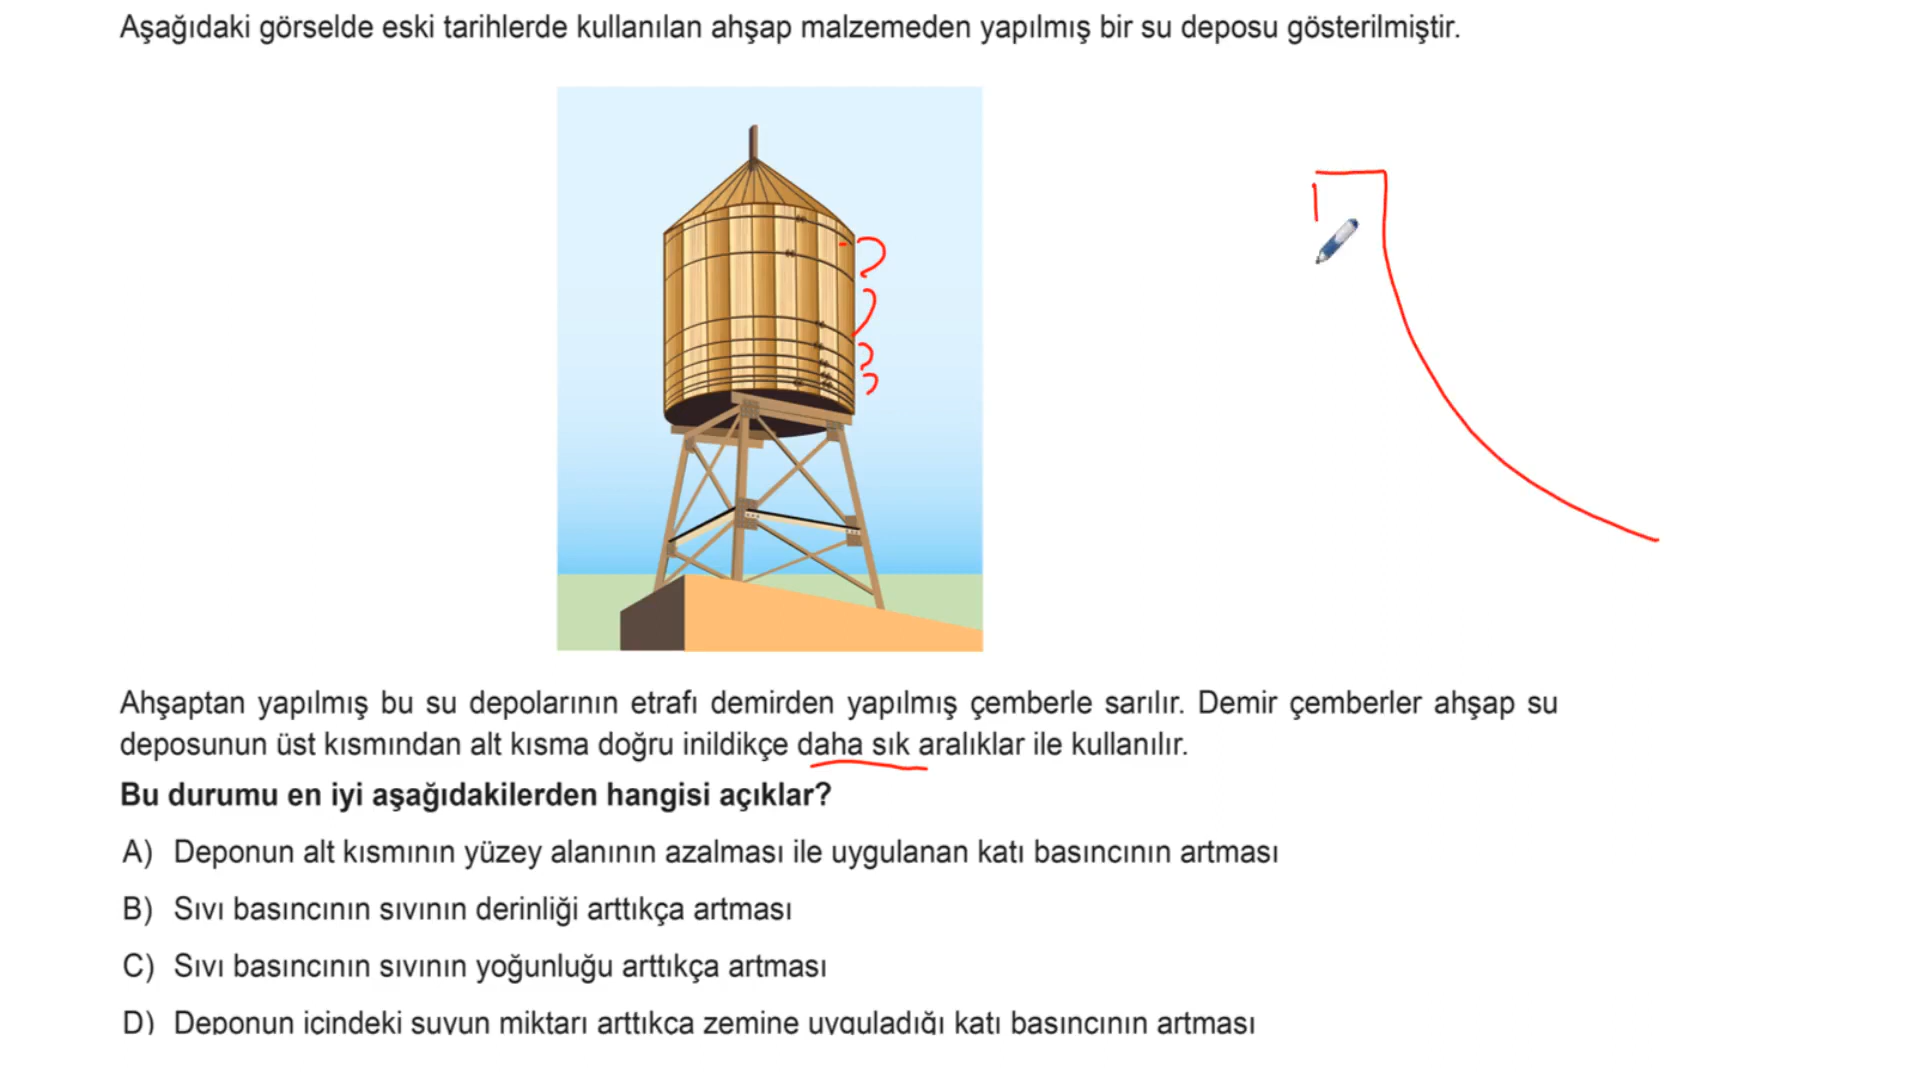 Aşağıdaki görselde eski tarihlerde kullanılan ahşap malzemeden yapılmış bir su deposu gösterilmiştir.
Ahşaptan yapılmış bu su depolarının etrafı demirden yapılmış çemberle sarılır. Demir çemberler ahşap su
deposunun üst kısmından alt kısma doğru inildikçe daha sık aralıklar ile kullanılır.
Bu durumu en iyi aşağıdakilerden hangisi açıklar?
A) Deponun alt kısmının yüzey alanının azalması ile uygulanan katı basıncının artması
B) Sıvı basıncının sıvının derinliği arttıkça artması
C) Sıvı basıncının sıvının yoğunluğu arttıkça artması
D) Deponun içindeki suyun miktarı arttıkça zemine uyguladığı katı basıncının artması